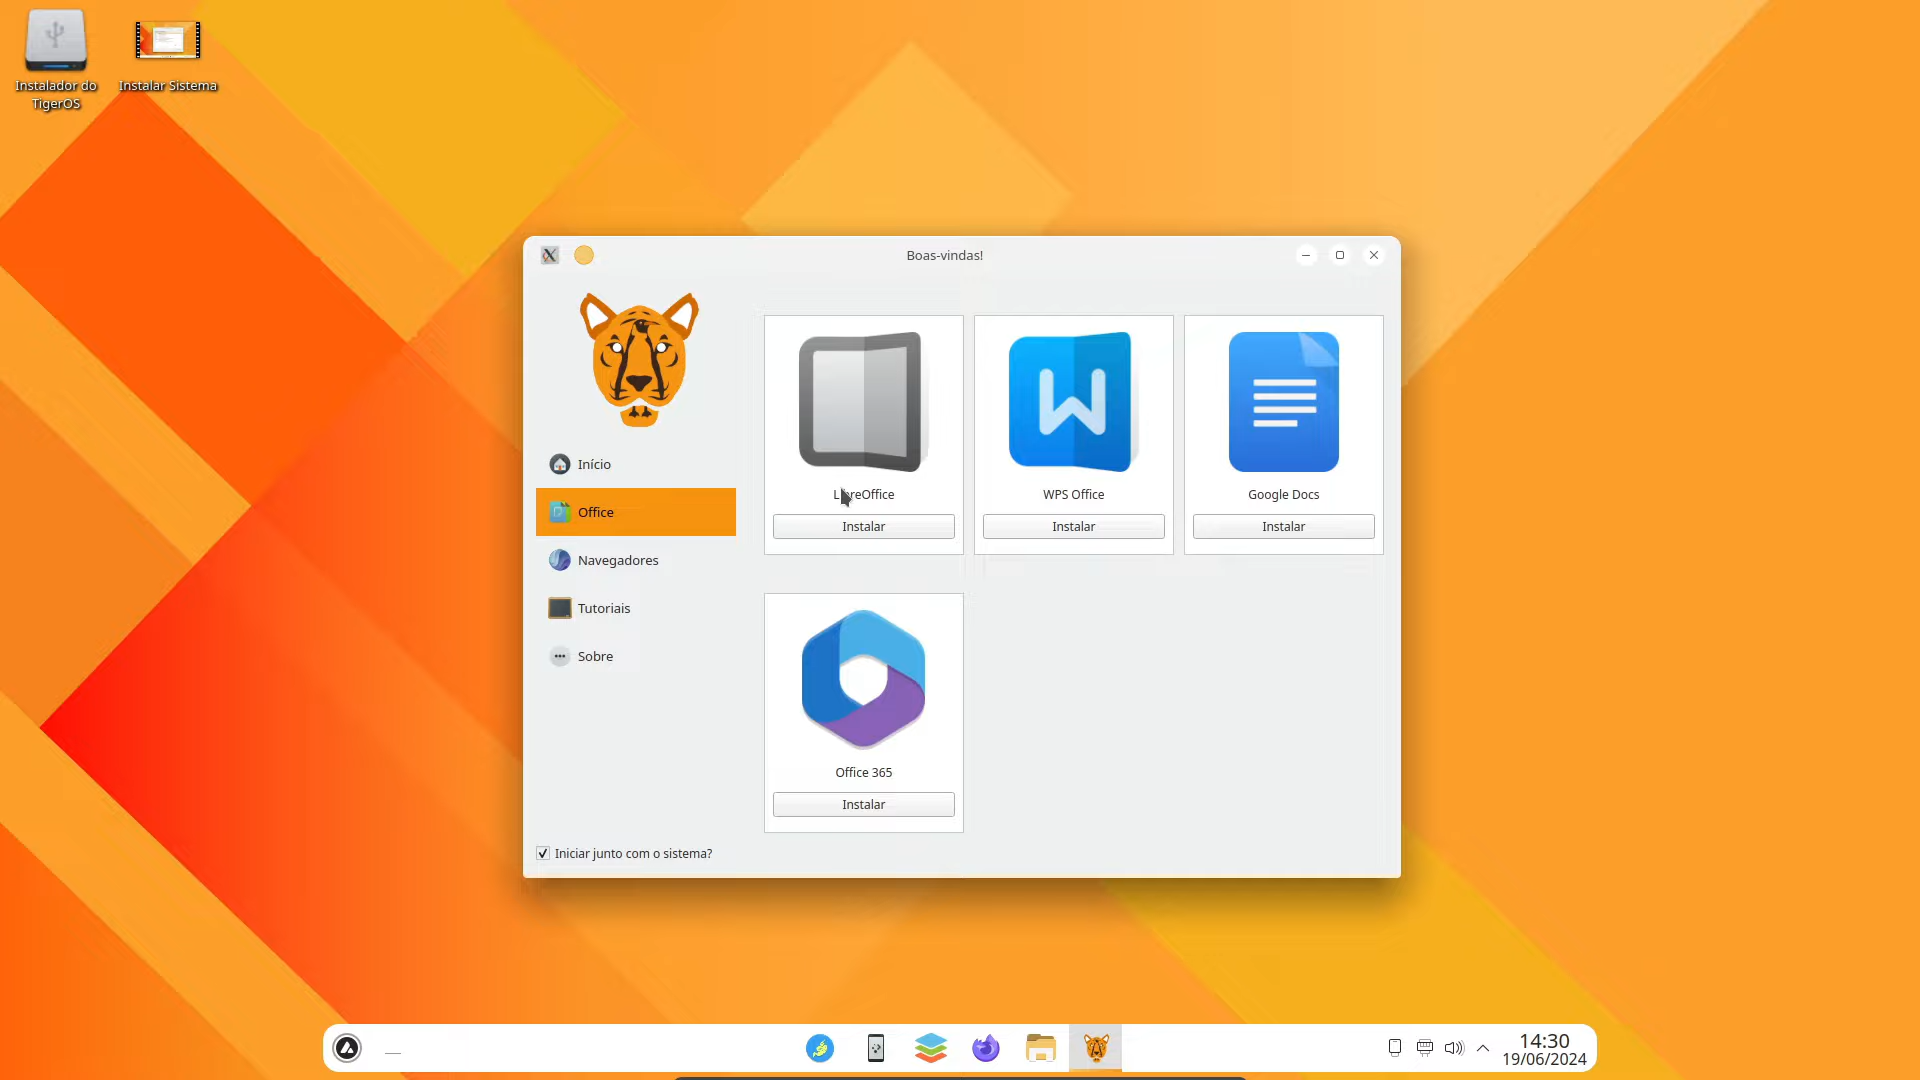 Instalador do
TigerOS
Instalar Sistema
Boas-vindas!
Início
Office
Navegadores
Tutoriais
Sobre
LibreOffice
Instalar
WPS Office
Instalar
Google Docs
Instalar
Office 365
Instalar
Iniciar junto com o sistema?
14:30
19/06/2024